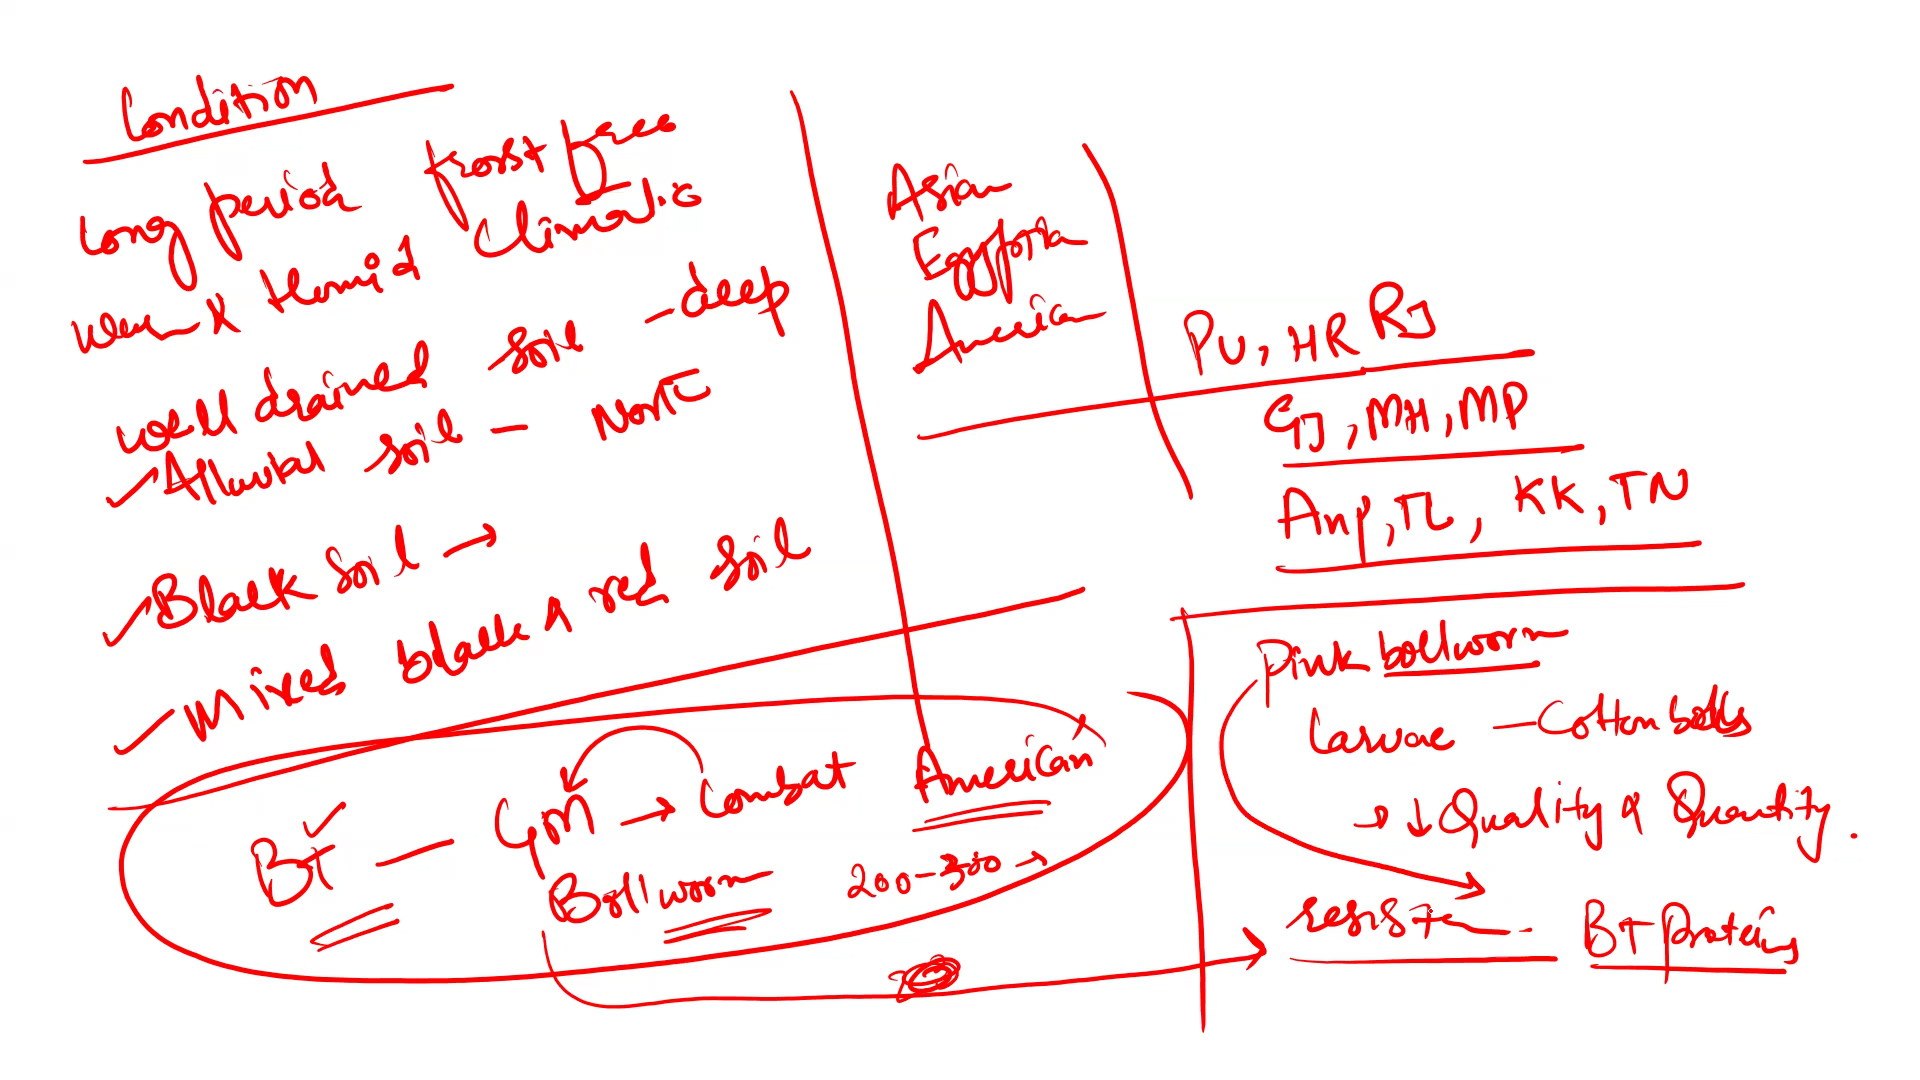 Condition
Long period frost free
Warm & Humid Climatic
Well drained soil - deep
Alluvial soil - North
Black soil →
Mixed black & red soil
Asian
Egyptian
American
PU, HR RJ
GJ, MH, MP
Anp, TL, KK, TN
BT - GM → Combat American
Bollworm 200-300 →
Pink bollworm
Larvae - Cotton bolls
→ ↓ Quality & Quantity.
resisten BT Proteins